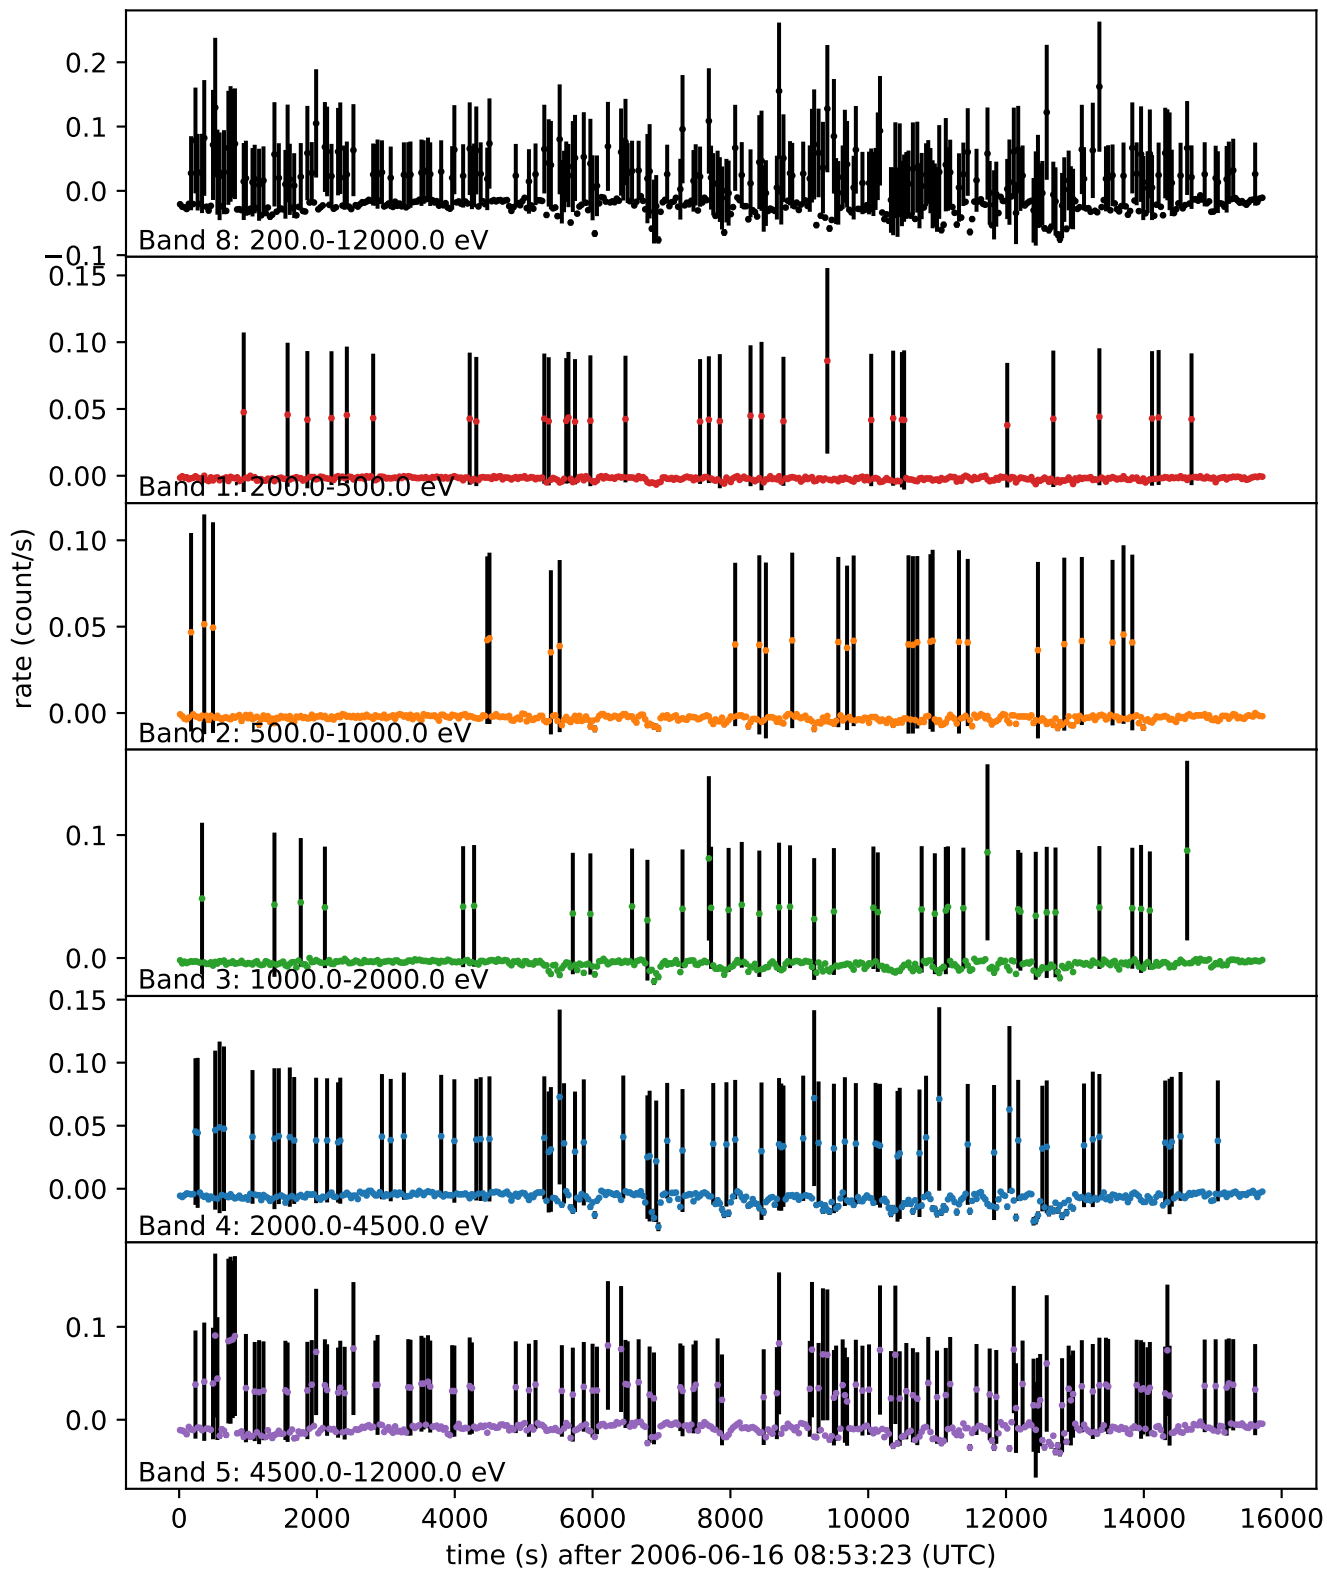 0.2
0.1
0.0
−0.1
Band 8: 200.0-12000.0 eV
0.15
0.10
0.05
0.00
Band 1: 200.0-500.0 eV
0.10
0.05
0.00
Band 2: 500.0-1000.0 eV
rate (count/s)
0.1
0.0
Band 3: 1000.0-2000.0 eV
0.15
0.10
0.05
0.00
Band 4: 2000.0-4500.0 eV
0.1
0.0
Band 5: 4500.0-12000.0 eV
0 2000 4000 6000 8000 10000 12000 14000 16000
time (s) after 2006-06-16 08:53:23 (UTC)